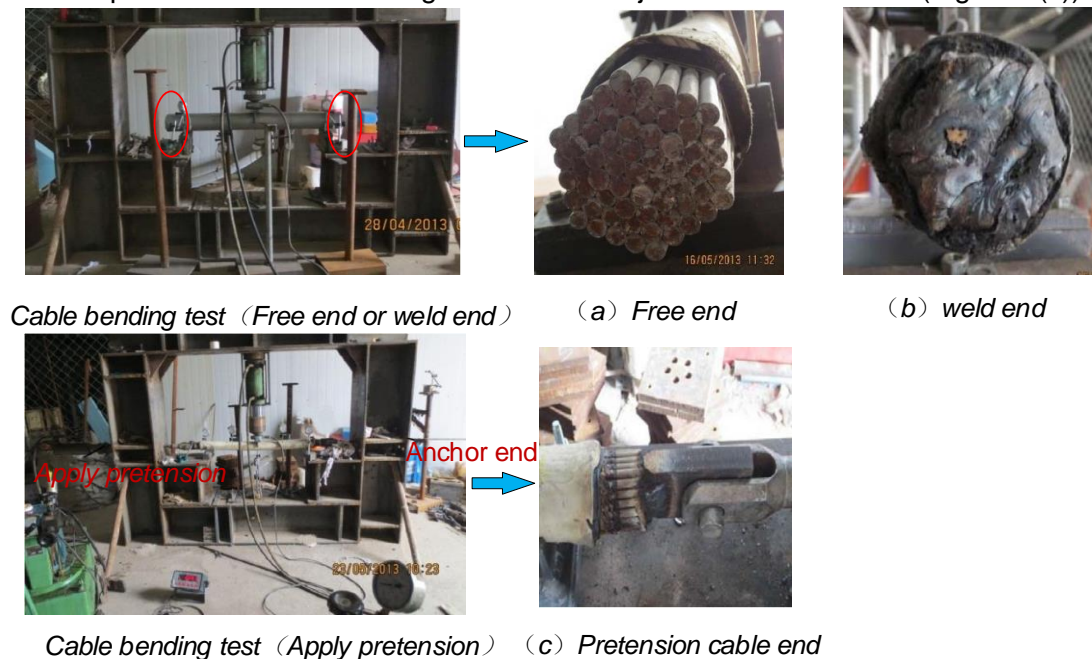 28/04/2013
16/05/2013 11:32
Cable bending test（Free end or weld end）
（a）Free end
（b）weld end
Apply pretension
Anchor end
23/05/2013 10:23
Cable bending test（Apply pretension）
（c）Pretension cable end